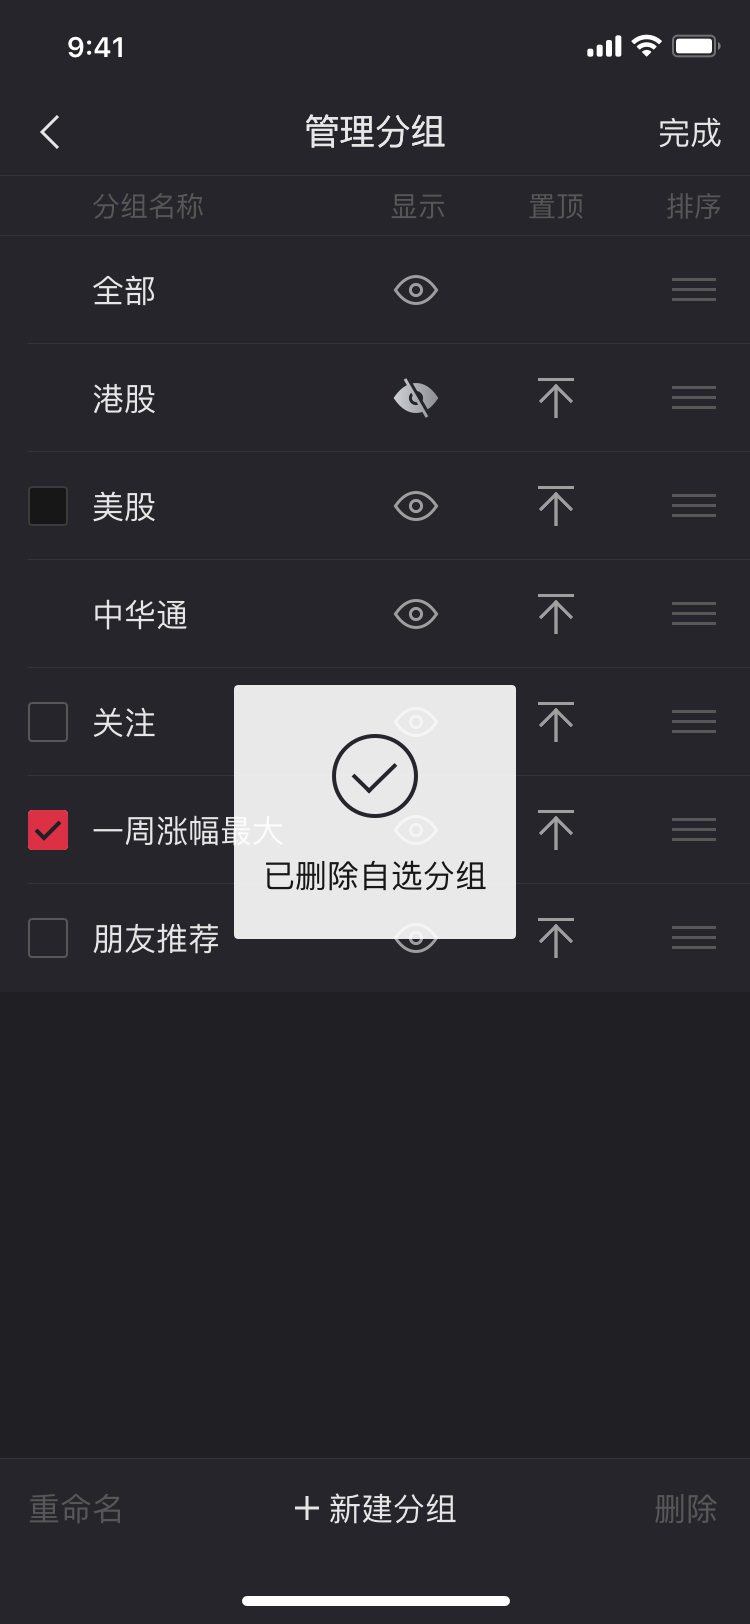 9:41
管理分组
完成
分组名称 显示 置顶 排序
全部
港股
美股
中华通
关注
一周涨幅最大
朋友推荐
已删除自选分组
重命名 新建分组 删除